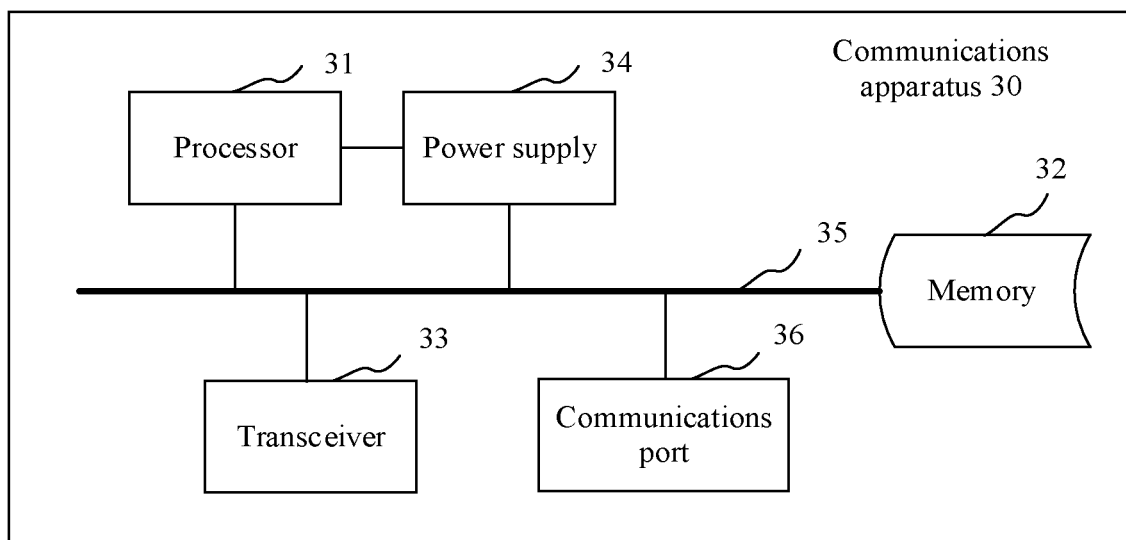 31
34
Communications
apparatus 30
Processor
Power supply
32
35
Memory
33
36
Transceiver
Communications
port